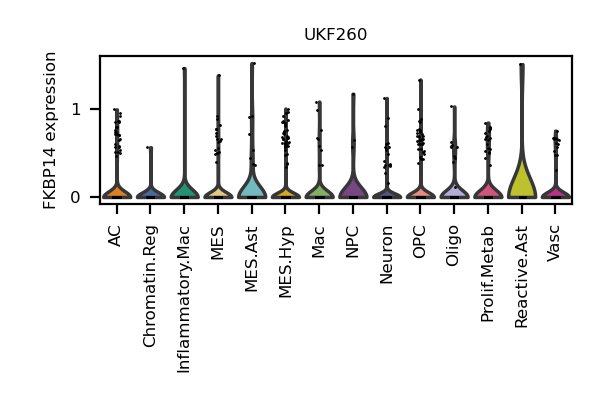 UKF260
FKBP14 expression
1
0
AC
Chromatin.Reg
Inflammatory.Mac
MES
MES.Ast
MES.Hyp
Mac
NPC
Neuron
OPC
Oligo
Prolif.Metab
Reactive.Ast
Vasc